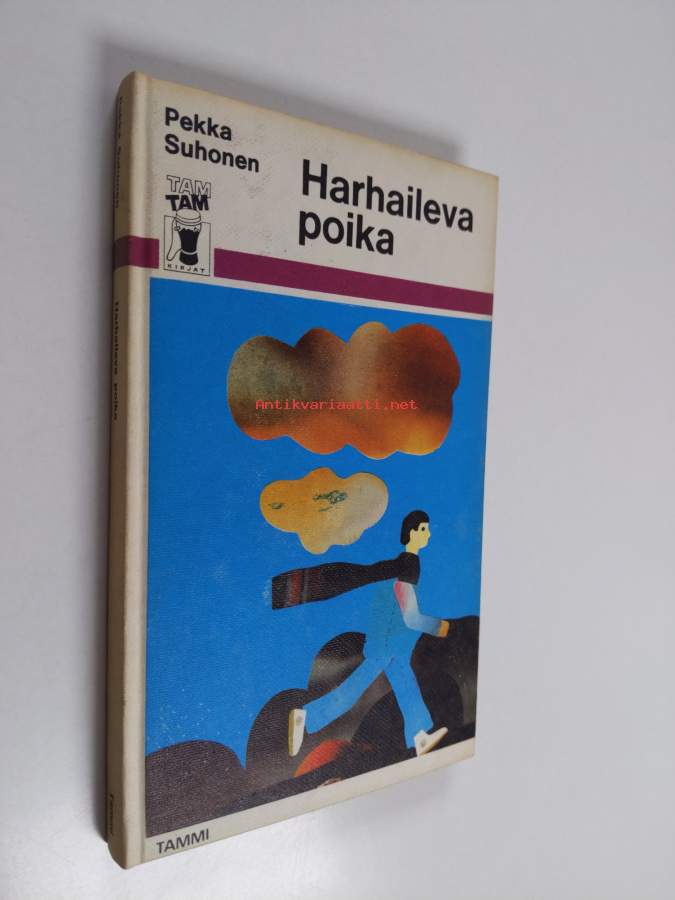 Pekka
Suhonen
Harhaileva
poika
TAM
TAM
KIRJAT
Antikvariaatti.net
TAMMI
Harhaileva poika